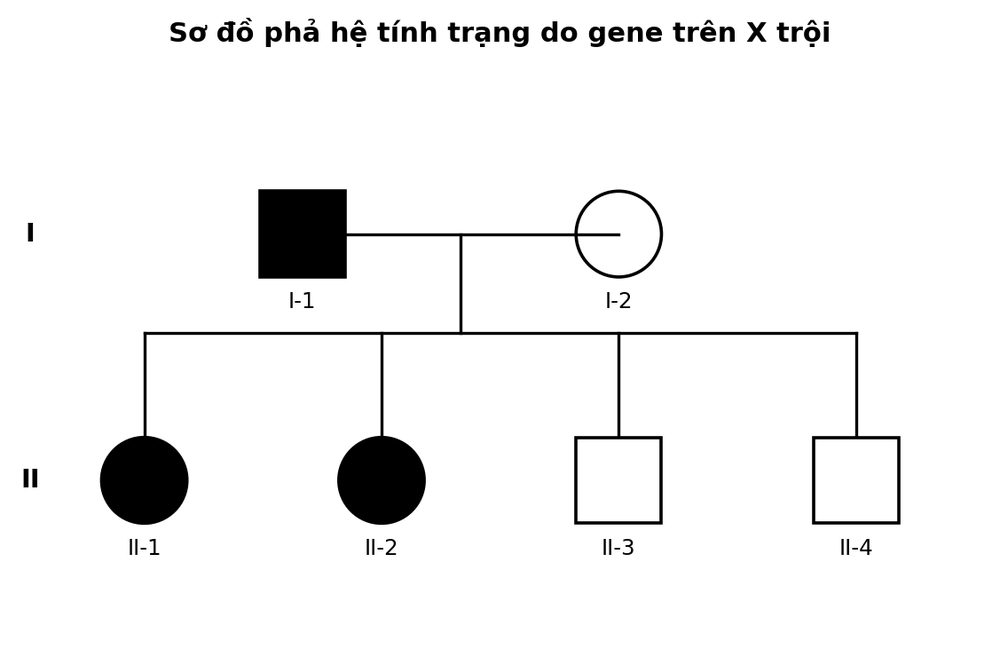 Sơ đồ phả hệ tính trạng do gene trên X trội
I
I-1
I-2
II
II-1
II-2
II-3
II-4